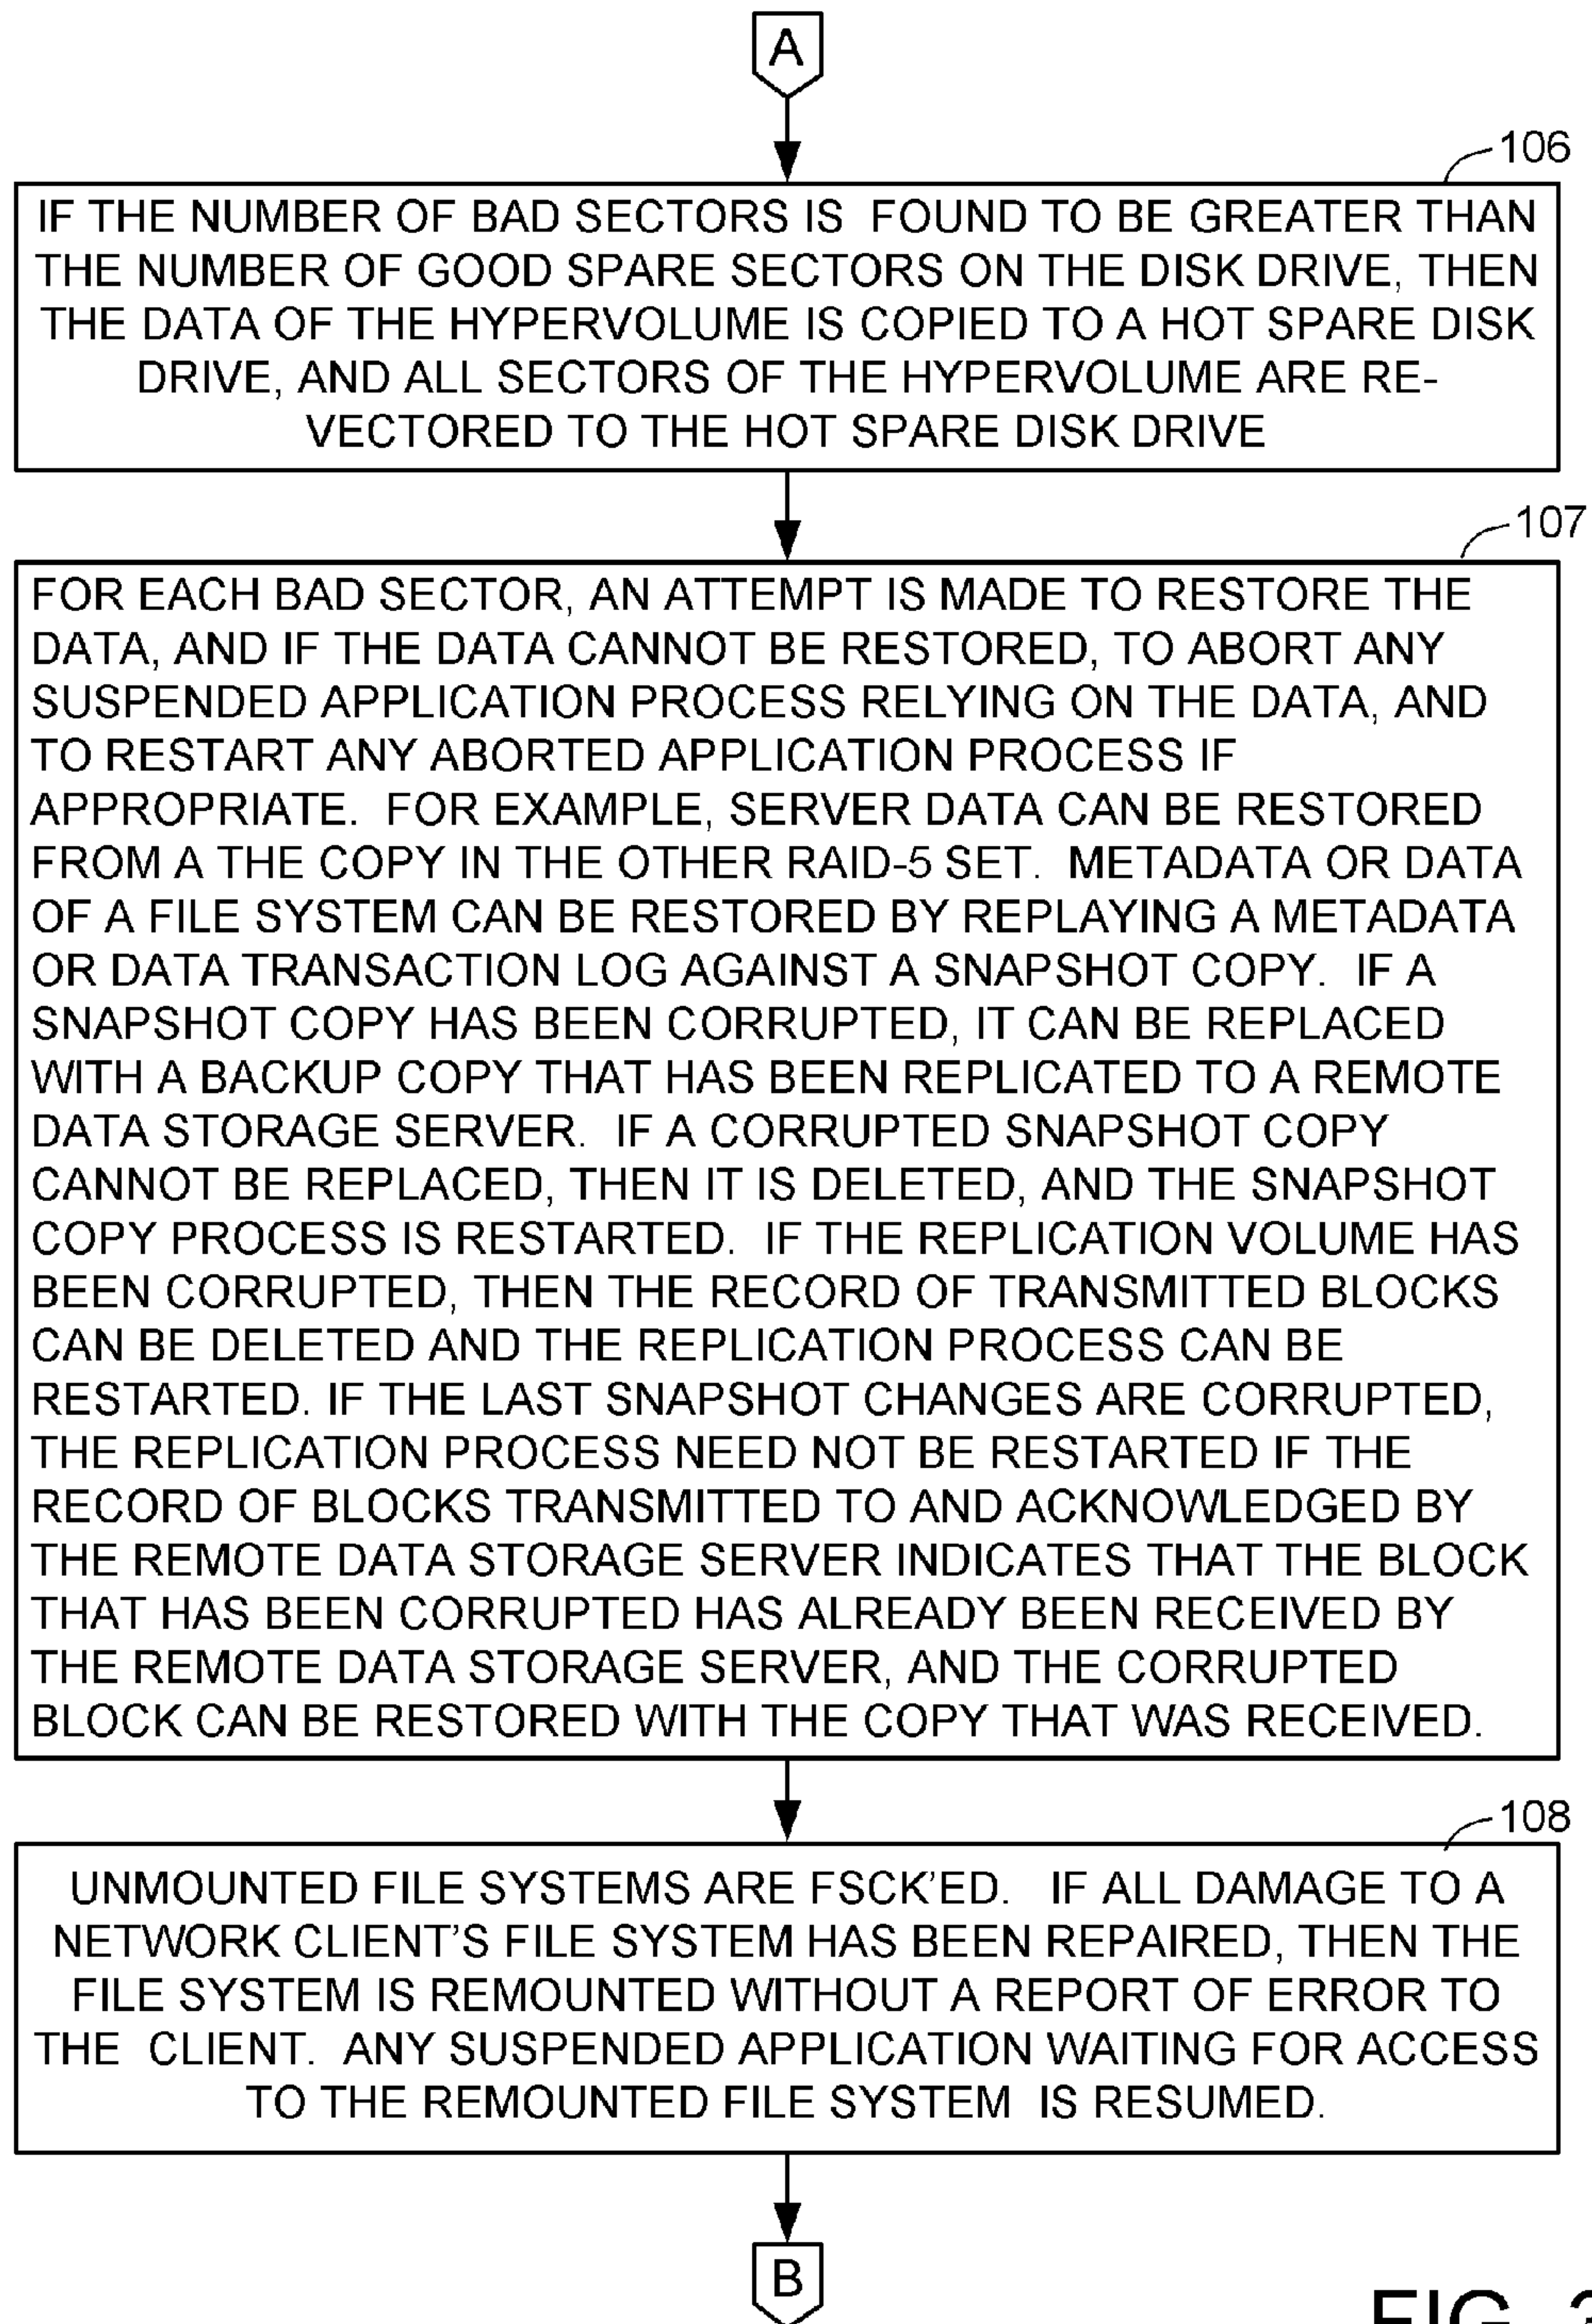 A
106
IF THE NUMBER OF BAD SECTORS IS FOUND TO BE GREATER THAN
THE NUMBER OF GOOD SPARE SECTORS ON THE DISK DRIVE, THEN
THE DATA OF THE HYPERVOLUME IS COPIED TO A HOT SPARE DISK
DRIVE, AND ALL SECTORS OF THE HYPERVOLUME ARE RE-
VECTORED TO THE HOT SPARE DISK DRIVE
107
FOR EACH BAD SECTOR, AN ATTEMPT IS MADE TO RESTORE THE
DATA, AND IF THE DATA CANNOT BE RESTORED, TO ABORT ANY
SUSPENDED APPLICATION PROCESS RELYING ON THE DATA, AND
TO RESTART ANY ABORTED APPLICATION PROCESS IF
APPROPRIATE. FOR EXAMPLE, SERVER DATA CAN BE RESTORED
FROM A THE COPY IN THE OTHER RAID-5 SET. METADATA OR DATA
OF A FILE SYSTEM CAN BE RESTORED BY REPLAYING A METADATA
OR DATA TRANSACTION LOG AGAINST A SNAPSHOT COPY. IF A
SNAPSHOT COPY HAS BEEN CORRUPTED, IT CAN BE REPLACED
WITH A BACKUP COPY THAT HAS BEEN REPLICATED TO A REMOTE
DATA STORAGE SERVER. IF A CORRUPTED SNAPSHOT COPY
CANNOT BE REPLACED, THEN IT IS DELETED, AND THE SNAPSHOT
COPY PROCESS IS RESTARTED. IF THE REPLICATION VOLUME HAS
BEEN CORRUPTED, THEN THE RECORD OF TRANSMITTED BLOCKS
CAN BE DELETED AND THE REPLICATION PROCESS CAN BE
RESTARTED. IF THE LAST SNAPSHOT CHANGES ARE CORRUPTED,
THE REPLICATION PROCESS NEED NOT BE RESTARTED IF THE
RECORD OF BLOCKS TRANSMITTED TO AND ACKNOWLEDGED BY
THE REMOTE DATA STORAGE SERVER INDICATES THAT THE BLOCK
THAT HAS BEEN CORRUPTED HAS ALREADY BEEN RECEIVED BY
THE REMOTE DATA STORAGE SERVER, AND THE CORRUPTED
BLOCK CAN BE RESTORED WITH THE COPY THAT WAS RECEIVED.
108
UNMOUNTED FILE SYSTEMS ARE FSCK'ED. IF ALL DAMAGE TO A
NETWORK CLIENT'S FILE SYSTEM HAS BEEN REPAIRED, THEN THE
FILE SYSTEM IS REMOUNTED WITHOUT A REPORT OF ERROR TO
THE CLIENT. ANY SUSPENDED APPLICATION WAITING FOR ACCESS
TO THE REMOUNTED FILE SYSTEM IS RESUMED.
B
FIG.